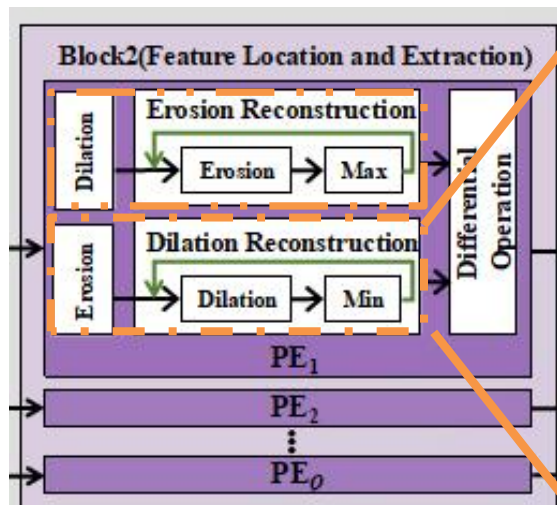 Block2(Feature Location and Extraction)
Dilation
Erosion Reconstruction
Erosion
Max
Erosion
Dilation Reconstruction
Dilation
Min
Differential
Operation
PE₁
PE₂
PE_Q